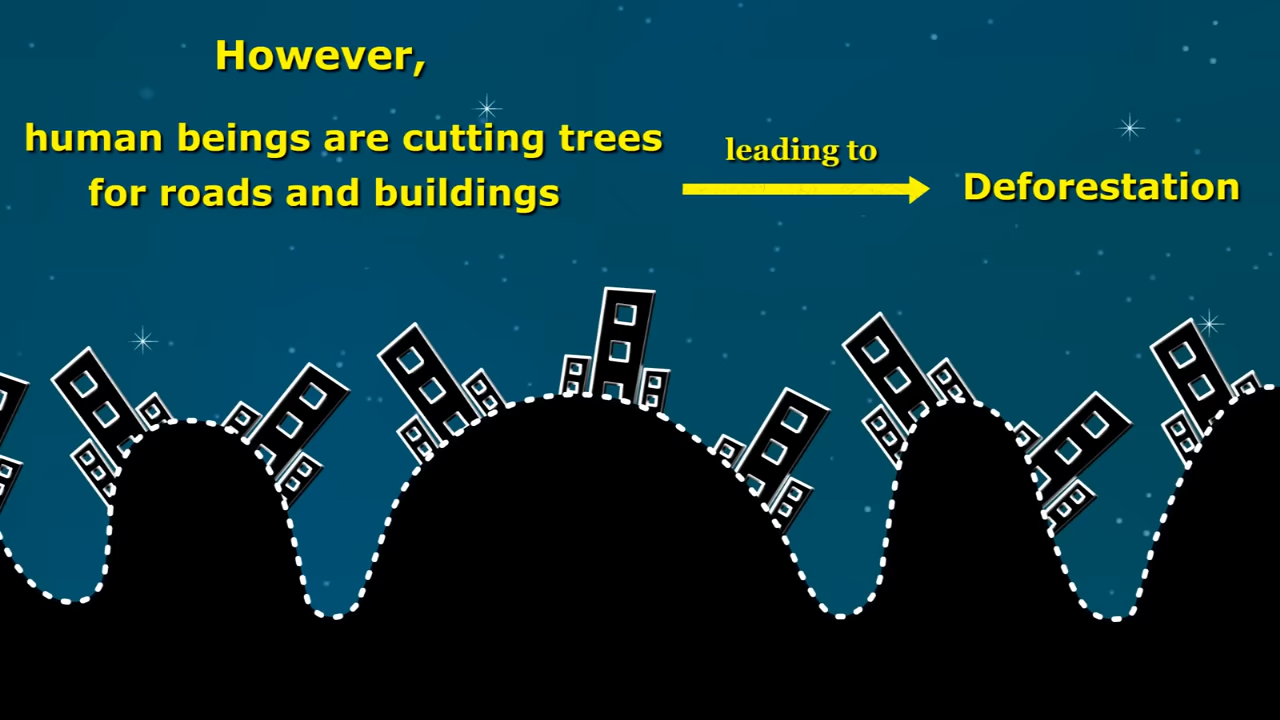 However,
human beings are cutting trees
for roads and buildings
leading to
Deforestation